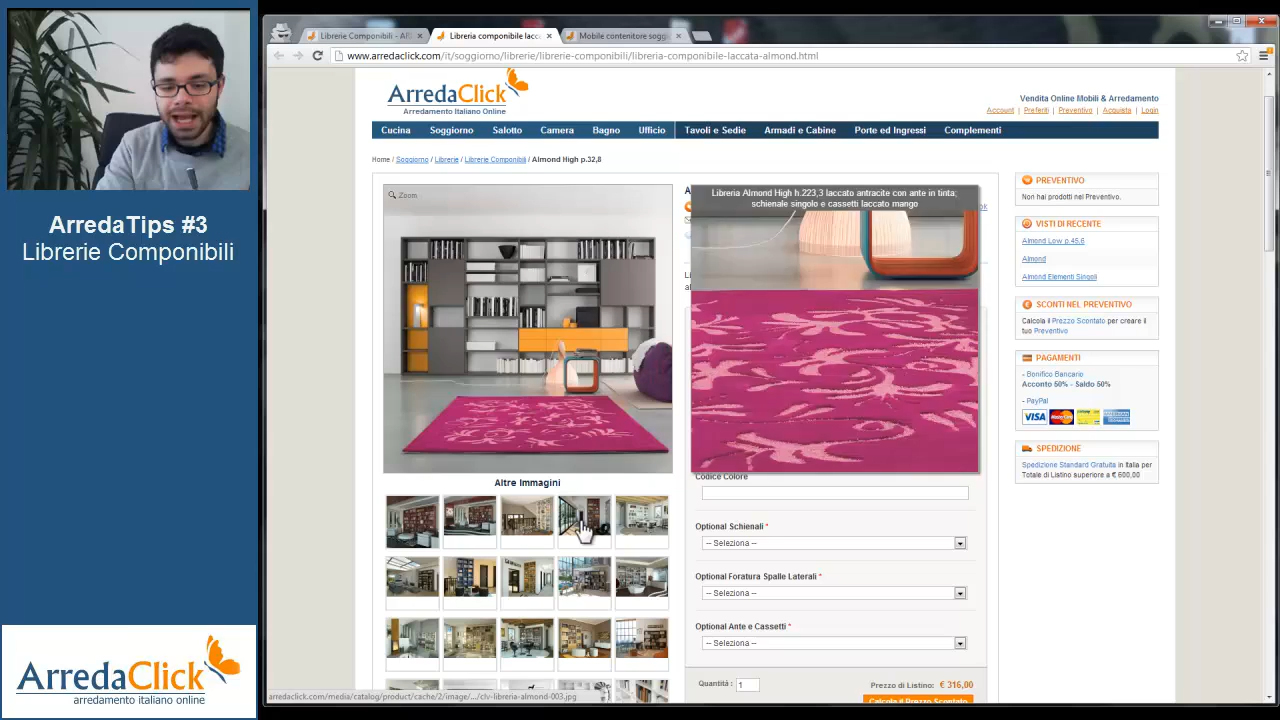 Librerie Componibili - AR
Libreria componibile lacc
Mobile contenitore soggi
www.arredaclick.com/it/soggiorno/librerie/librerie-componibili/libreria-componibile-laccata-almond.html
ArredaClick
Arredamento Italiano Online
Vendita Online Mobili & Arredamento
Account | Preferiti | Preventivo | Acquista | Login
Cucina Soggiorno Salotto Camera Bagno Ufficio Tavoli e Sedie Armadi e Cabine Porte ed Ingressi Complementi
Home / Soggiorno / Librerie / Librerie Componibili / Almond High p.32,8
Zoom
Libreria Almond High h.223,3 laccato antracite con ante in tinta;
schienale singolo e cassetti laccato mango
PREVENTIVO
Non hai prodotti nel Preventivo.
VISTI DI RECENTE
Almond Low p.45,6
Almond
Almond Elementi Singoli
SCONTI NEL PREVENTIVO
Calcola il Prezzo Scontato per creare il
tuo Preventivo
PAGAMENTI
- Bonifico Bancario
Acconto 50% - Saldo 50%
- PayPal
VISA
SPEDIZIONE
Spedizione Standard Gratuita in Italia per
Totale di Listino superiore a € 600,00
Altre Immagini
Codice Colore
Optional Schienali *
-- Seleziona --
Optional Foratura Spalle Laterali *
-- Seleziona --
Optional Ante e Cassetti *
-- Seleziona --
Quantità : 1
Prezzo di Listino: € 316,00
Calcola il Prezzo Scontato
arredaclick.com/media/catalog/product/cache/2/image/.../clv-libreria-almond-003.jpg
ArredaTips #3
Librerie Componibili
ArredaClick
arredamento italiano online